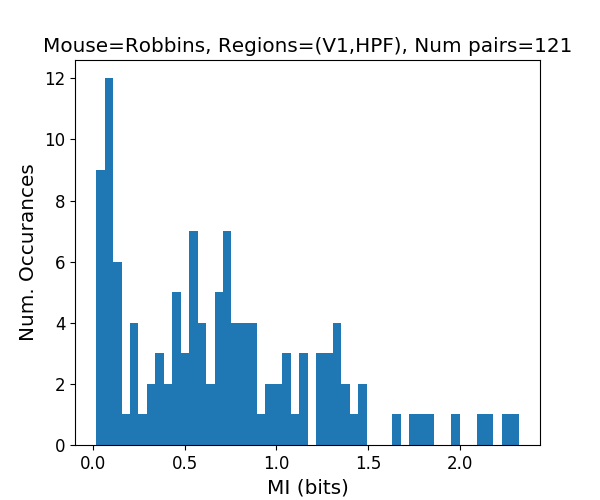 Mouse=Robbins, Regions=(V1,HPF), Num pairs=121
12
10
8
6
4
2
0
Num. Occurances
0.0 0.5 1.0 1.5 2.0
MI (bits)